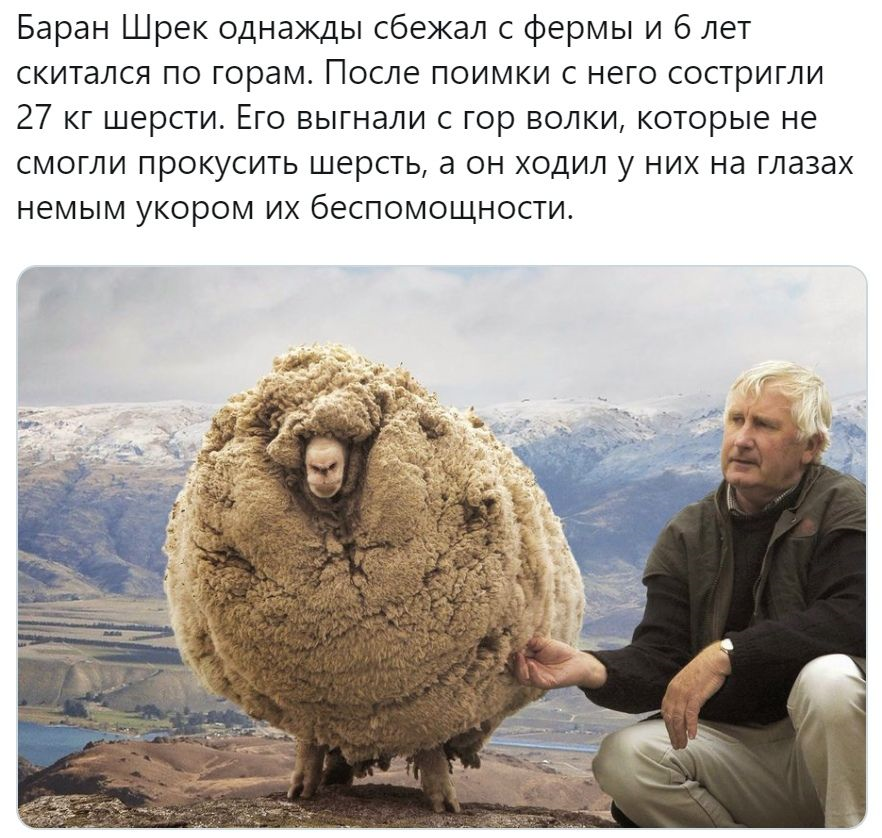 Баран Шрек однажды сбежал с фермы и 6 лет
скитался по горам. После поимки с него состригли
27 кг шерсти. Его выгнали с гор волки, которые не
смогли прокусить шерсть, а он ходил у них на глазах
немым укором их беспомощности.